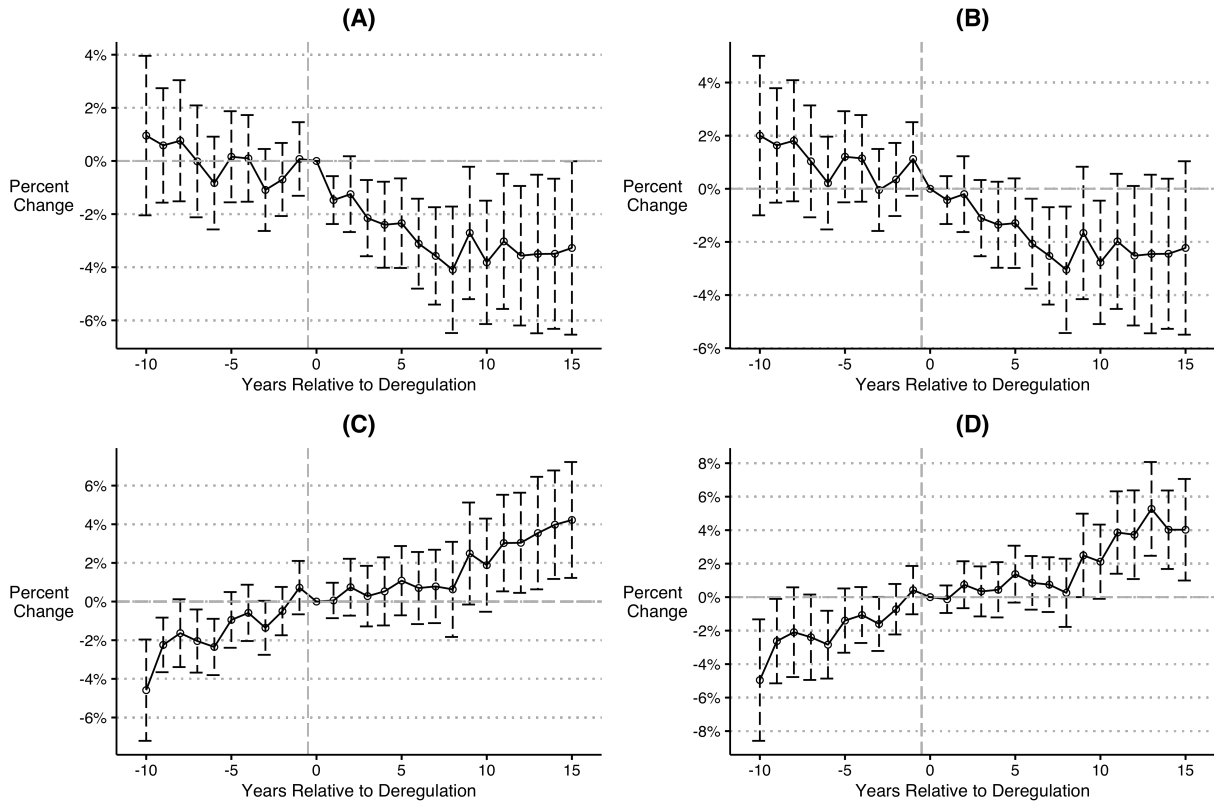 (A)
4%
2%
0%
-2%
-4%
-6%
Percent
Change
-10 -5 0 5 10 15
Years Relative to Deregulation
(B)
4%
2%
0%
-2%
-4%
-6%
Percent
Change
-10 -5 0 5 10 15
Years Relative to Deregulation
(C)
6%
4%
2%
0%
-2%
-4%
-6%
Percent
Change
-10 -5 0 5 10 15
Years Relative to Deregulation
(D)
8%
6%
4%
2%
0%
-2%
-4%
-6%
-8%
Percent
Change
-10 -5 0 5 10 15
Years Relative to Deregulation